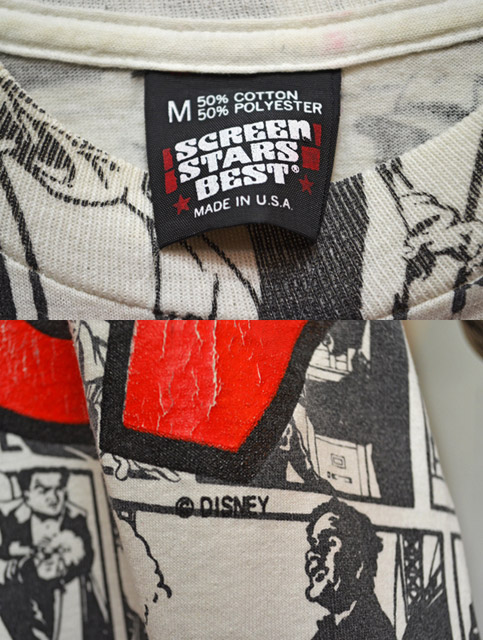 M 50% COTTON
50% POLYESTER
SCREEN
STARS
BEST®
MADE IN U.S.A.
© DISNEY